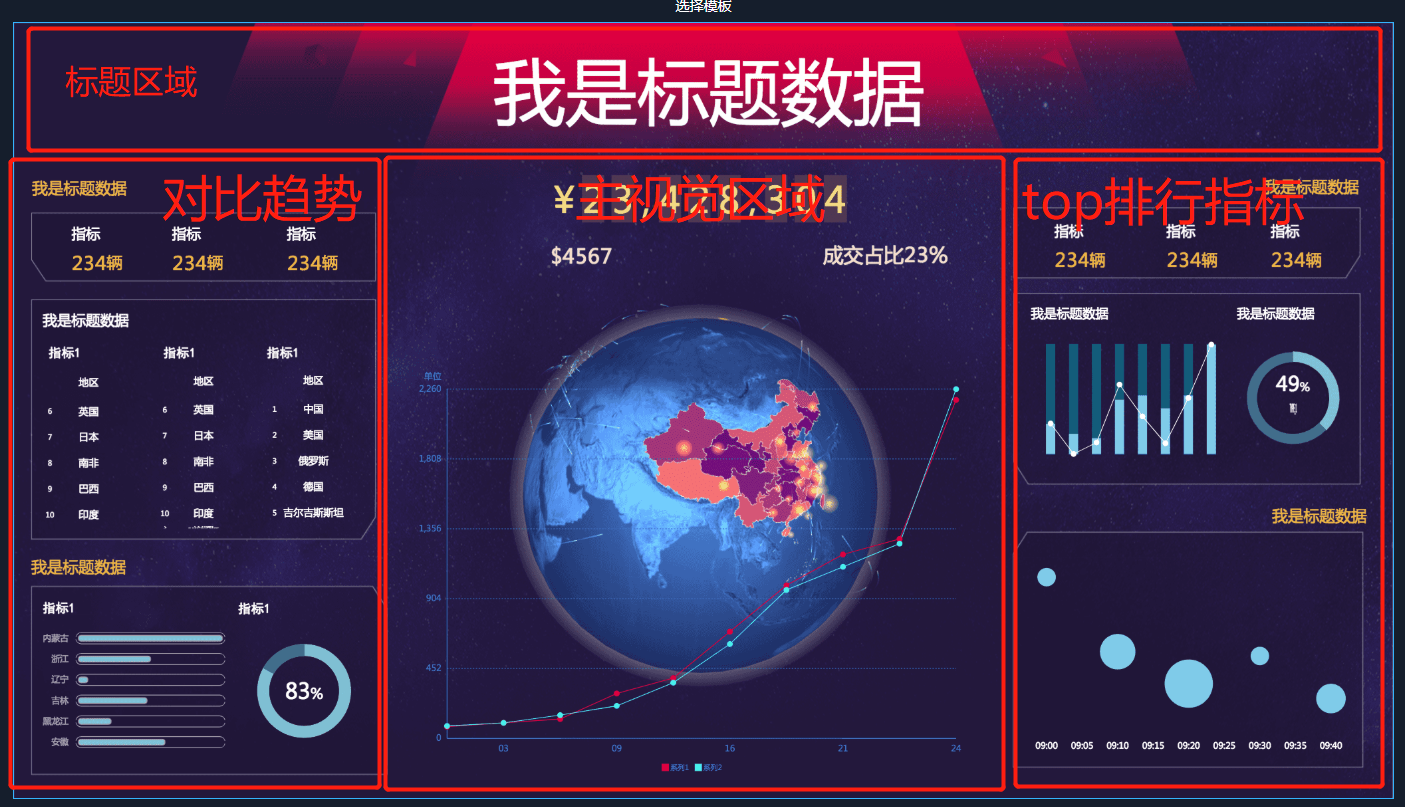 选择模板
标题区域
我是标题数据
我是标题数据
对比趋势
指标 指标 指标
234辆 234辆 234辆
我是标题数据
指标1 指标1 指标1
地区 地区 地区
6 英国 6 英国 1 中国
7 日本 7 日本 2 美国
8 南非 8 南非 3 俄罗斯
9 巴西 9 巴西 4 德国
10 印度 10 印度 5 吉尔吉斯斯坦
我是标题数据
指标1 指标1
内蒙古
浙江
辽宁
吉林
黑龙江
安徽
83%
主视觉区域
¥23,428,304
$4567 成交占比23%
单位
2,260
1,808
1,356
904
452
0
03 09 16 21 24
系列1 系列2
我是标题数据
top排行指标
指标 指标 指标
234辆 234辆 234辆
我是标题数据 我是标题数据
49%
我是标题数据
09:00 09:05 09:10 09:15 09:20 09:25 09:30 09:35 09:40